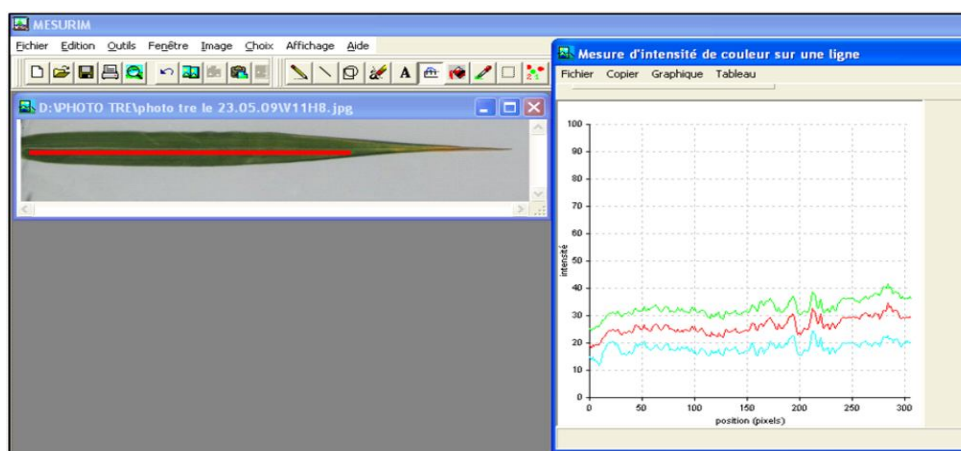 MESURIM
Fichier Edition Outils Fenêtre Image Choix Affichage Aide
A
D:\PHOTO TRE\photo tre le 23.05.09\V11H8.jpg
Mesure d'intensité de couleur sur une ligne
Fichier Copier Graphique Tableau
100
90
80
70
60
50
40
30
20
10
0
intensité
0 50 100 150 200 250 300
position (pixels)